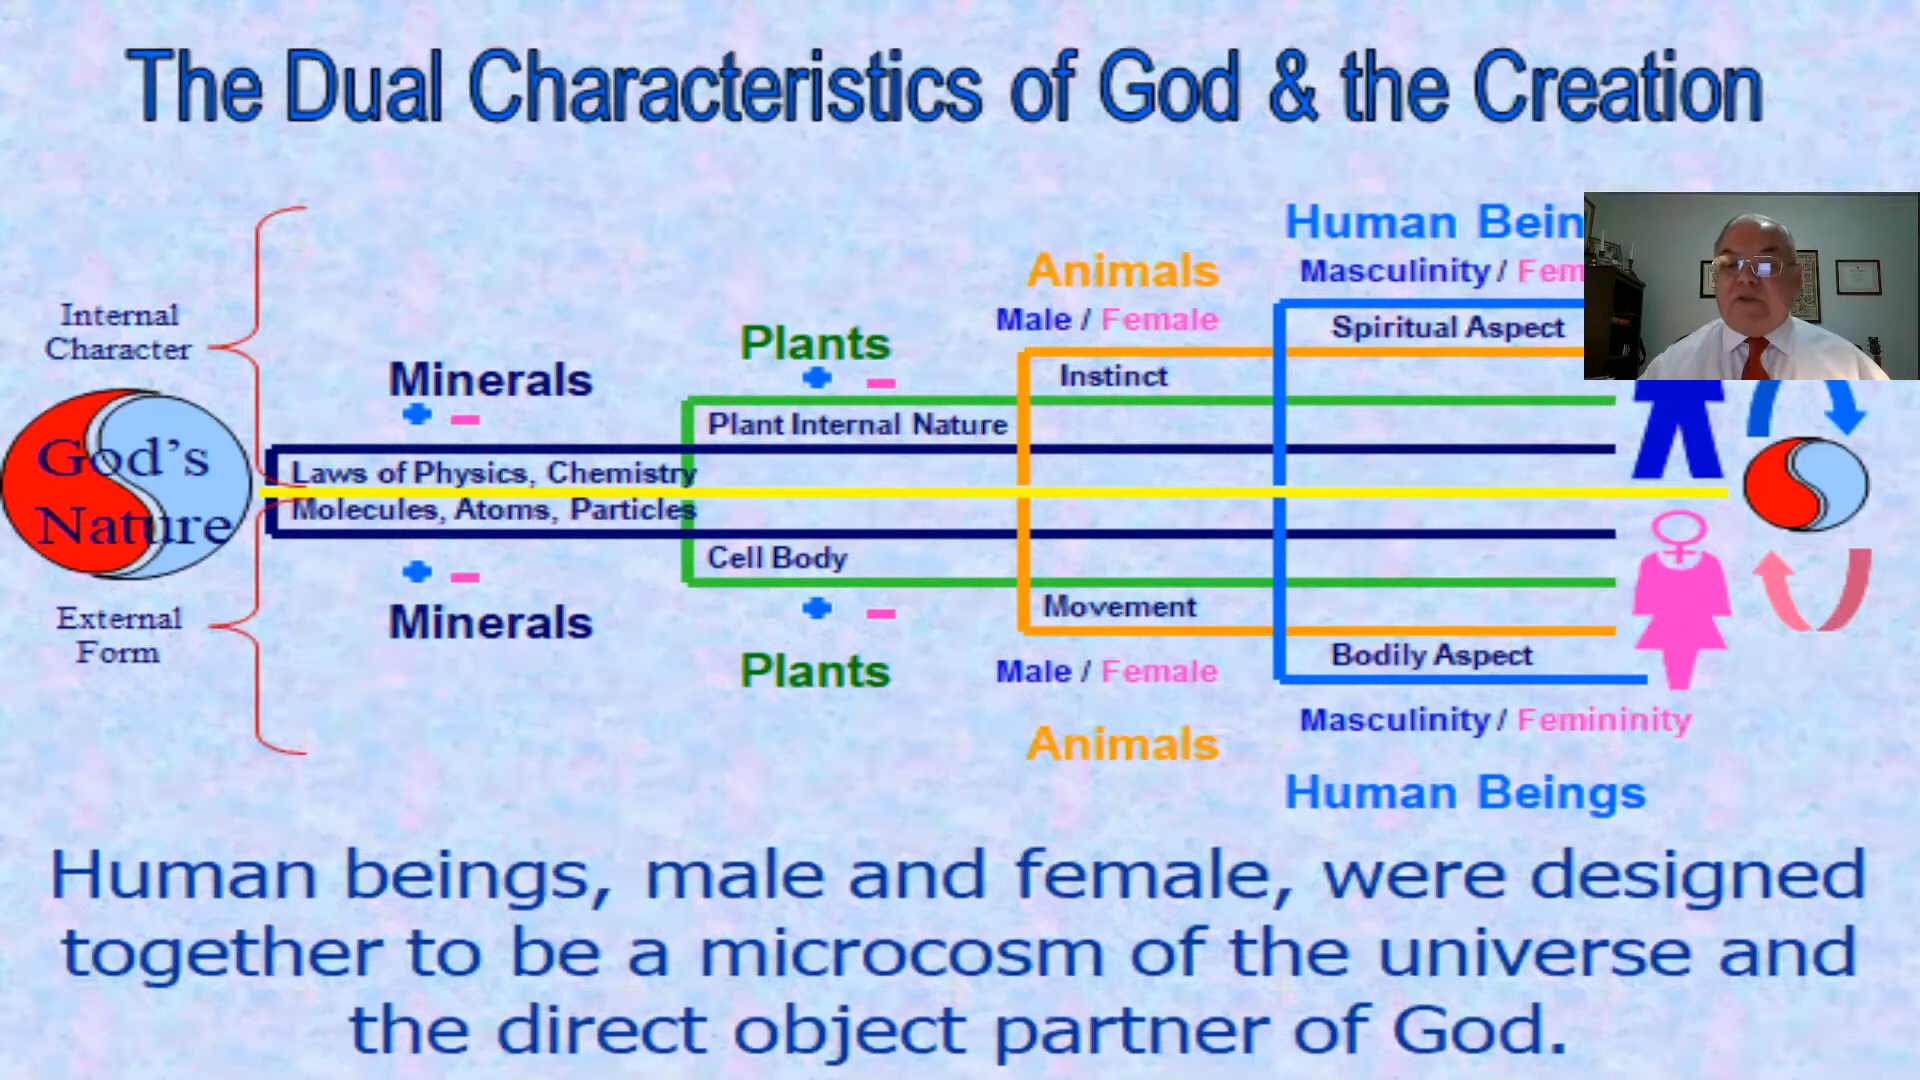 The Dual Characteristics of God & the Creation
Human Bein
Masculinity / Fem
Animals
Male / Female
Spiritual Aspect
Internal
Character
Plants
+ -
Instinct
Minerals
+ -
Plant Internal Nature
God's
Nature
Laws of Physics, Chemistry
Molecules, Atoms, Particles
Cell Body
+ -
Minerals
External
Form
+ -
Plants
Movement
Male / Female
Animals
Bodily Aspect
Masculinity / Femininity
Human Beings
Human beings, male and female, were designed
together to be a microcosm of the universe and
the direct object partner of God.